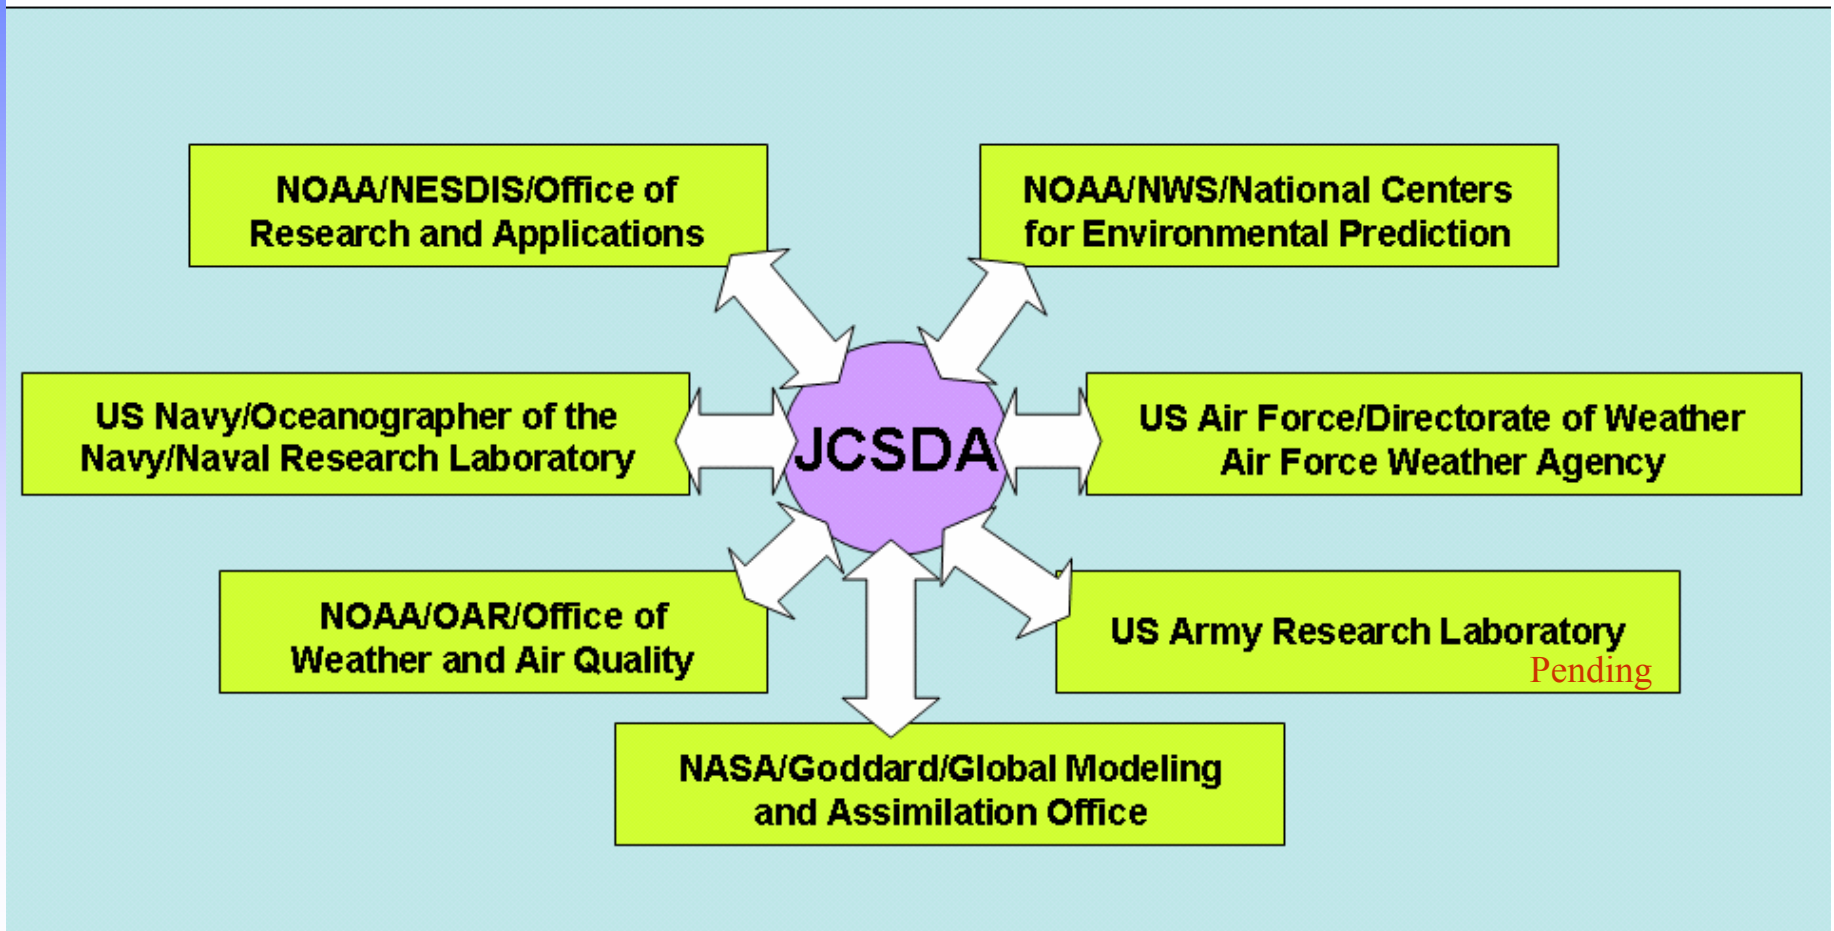 NOAA/NESDIS/Office of
Research and Applications
NOAA/NWS/National Centers
for Environmental Prediction
US Navy/Oceanographer of the
Navy/Naval Research Laboratory
JCSDA
US Air Force/Directorate of Weather
Air Force Weather Agency
NOAA/OAR/Office of
Weather and Air Quality
US Army Research Laboratory
Pending
NASA/Goddard/Global Modeling
and Assimilation Office